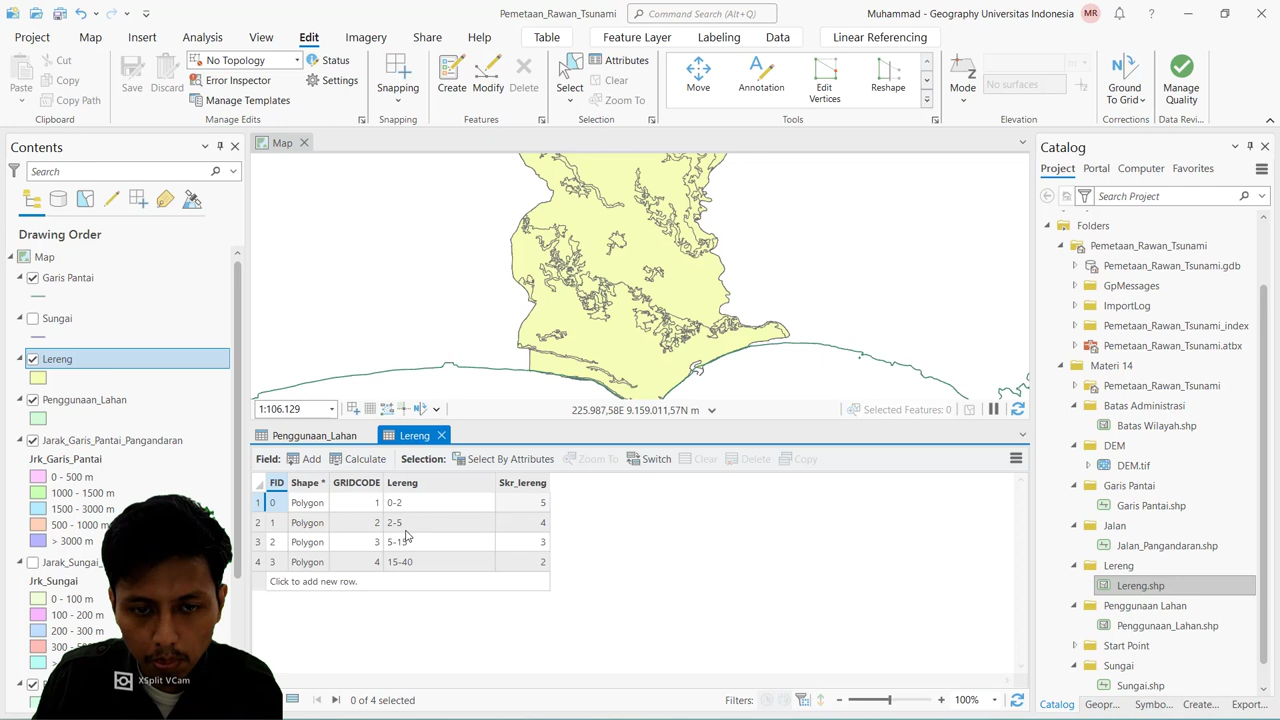 Pemetaan_Rawan_Tsunami
Command Search (Alt+Q)
Muhammad - Geography Universitas Indonesia
MR
?
Project
Map
Insert
Analysis
View
Edit
Imagery
Share
Help
Table
Feature Layer
Labeling
Data
Linear Referencing
Paste
Cut
Copy
Copy Path
Clipboard
Save
Discard
No Topology
Error Inspector
Manage Templates
Status
Settings
Manage Edits
Snapping
Snapping
Create
Modify
Delete
Features
Select
Attributes
Clear
Zoom To
Selection
Move
Annotation
Edit
Vertices
Reshape
Tools
Mode
m
No surfaces
Elevation
Ground
To Grid
Corrections
Manage
Quality
Data Revi...
Contents
Search
Drawing Order
Map
Garis Pantai
Sungai
Lereng
Penggunaan_Lahan
Jarak_Garis_Pantai_Pangandaran
Jrk_Garis_Pantai
0 - 500 m
1000 - 1500 m
1500 - 3000 m
500 - 1000 m
> 3000 m
Jarak_Sungai_
Jrk_Sungai
0 - 100 m
100 - 200 m
200 - 300 m
300 - 500
>
XSplit VCam
Map
1:106.129
225.987,58E 9.159.011,57N m
Selected Features: 0
Penggunaan_Lahan
Lereng
Field:
Add
Calculate
Selection:
Select By Attributes
Zoom To
Switch
Clear
Delete
Copy
FID Shape * GRIDCODE Lereng Skr_lereng
1 0 Polygon 1 0-2 5
2 1 Polygon 2 2-5 4
3 2 Polygon 3 5-15 3
4 3 Polygon 4 15-40 2
Click to add new row.
0 of 4 selected
Filters:
100%
Catalog
Project
Portal
Computer
Favorites
Search Project
Folders
Pemetaan_Rawan_Tsunami
Pemetaan_Rawan_Tsunami.gdb
GpMessages
ImportLog
Pemetaan_Rawan_Tsunami_index
Pemetaan_Rawan_Tsunami.atbx
Materi 14
Pemetaan_Rawan_Tsunami
Batas Administrasi
Batas Wilayah.shp
DEM
DEM.tif
Garis Pantai
Garis Pantai.shp
Jalan
Jalan_Pangandaran.shp
Lereng
Lereng.shp
Penggunaan Lahan
Penggunaan_Lahan.shp
Start Point
Sungai
Sungai.shp
Catalog
Geopr...
Symbo...
Create...
Export...